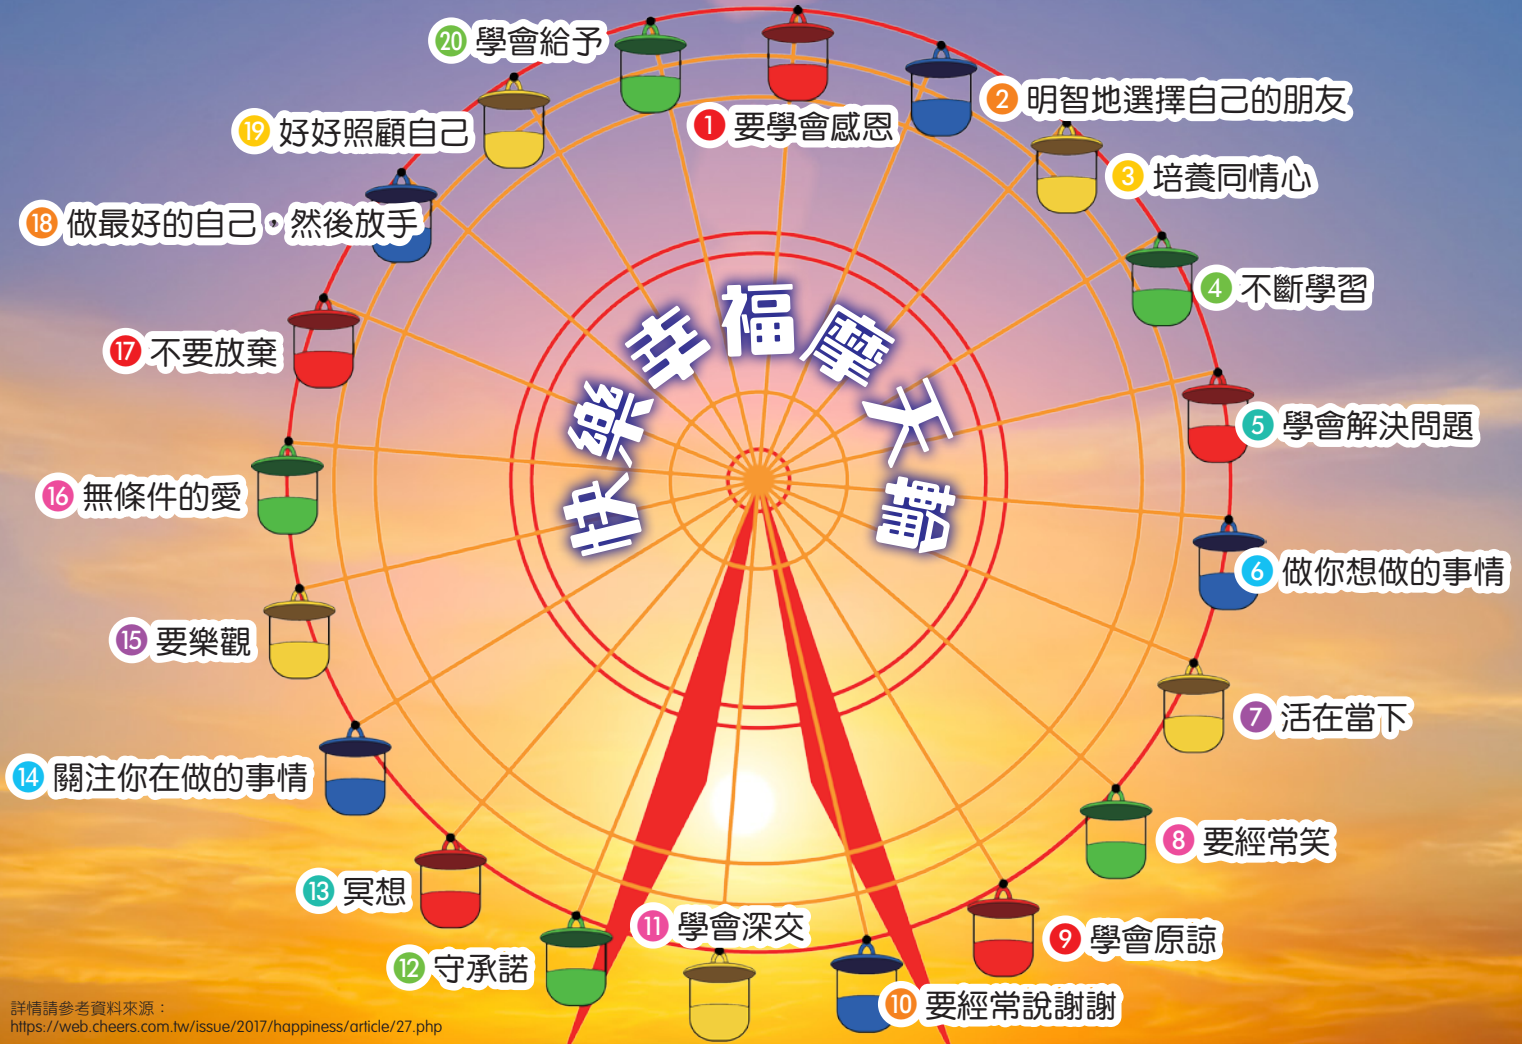 快樂幸福摩天輪
1 要學會感恩
2 明智地選擇自己的朋友
3 培養同情心
4 不斷學習
5 學會解決問題
6 做你想做的事情
7 活在當下
8 要經常笑
9 學會原諒
10 要經常說謝謝
11 學會深交
12 守承諾
13 冥想
14 關注你在做的事情
15 要樂觀
16 無條件的愛
17 不要放棄
18 做最好的自己，然後放手
19 好好照顧自己
20 學會給予
詳情請參考資料來源：
https://web.cheers.com.tw/issue/2017/happiness/article/27.php